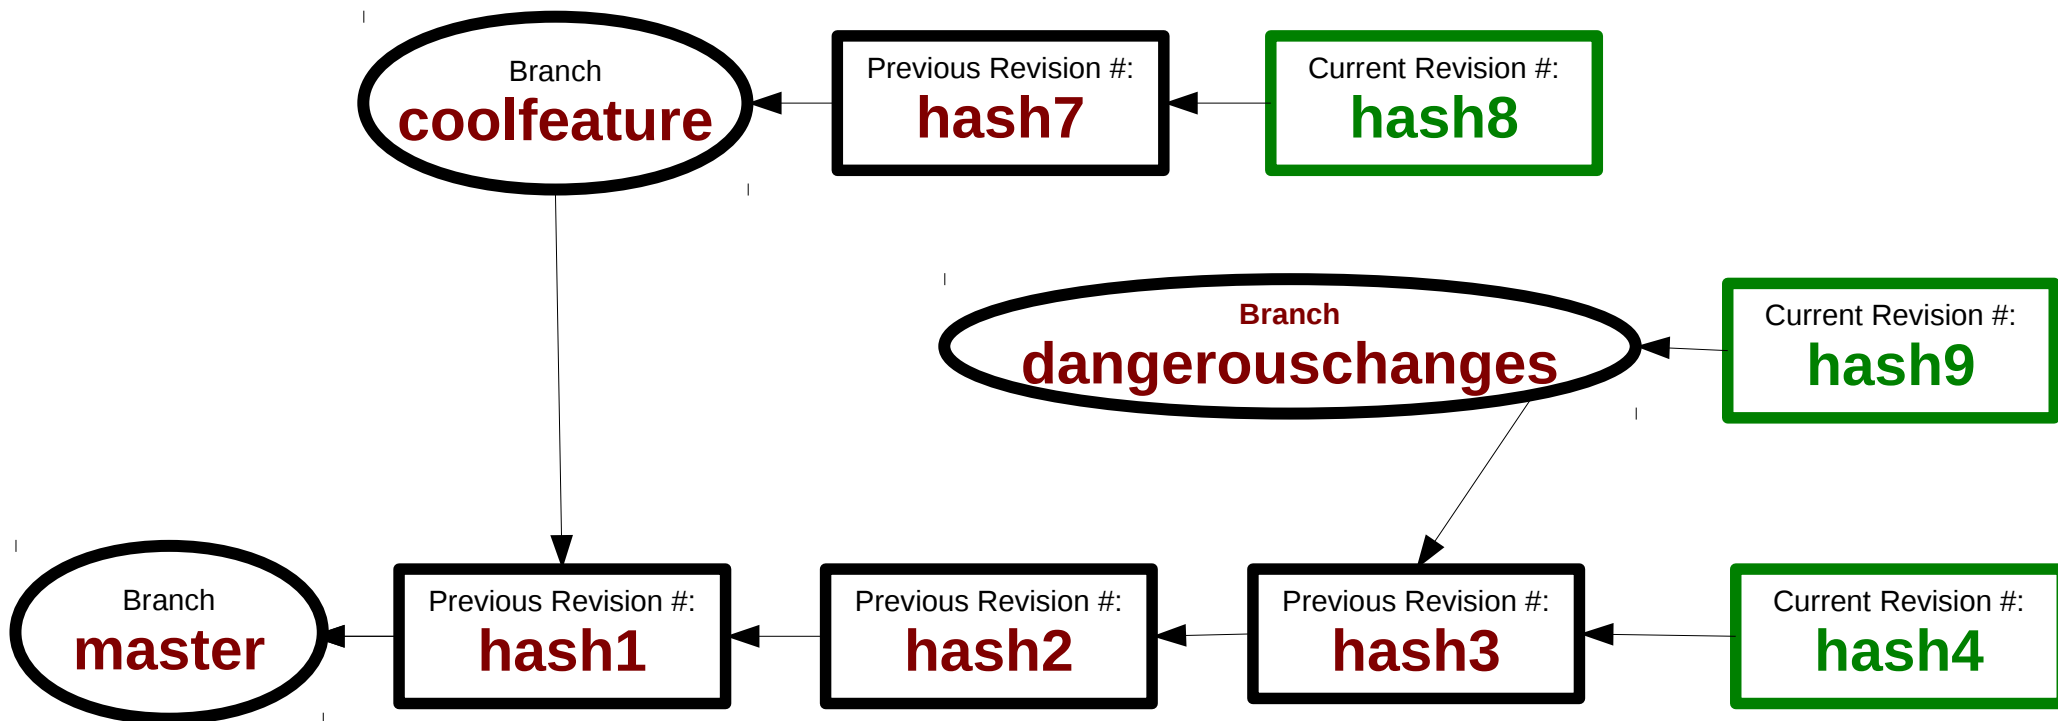 Branch
coolfeature
Previous Revision #:
hash7
Current Revision #:
hash8
Branch
dangerouschanges
Current Revision #:
hash9
Branch
master
Previous Revision #:
hash1
Previous Revision #:
hash2
Previous Revision #:
hash3
Current Revision #:
hash4